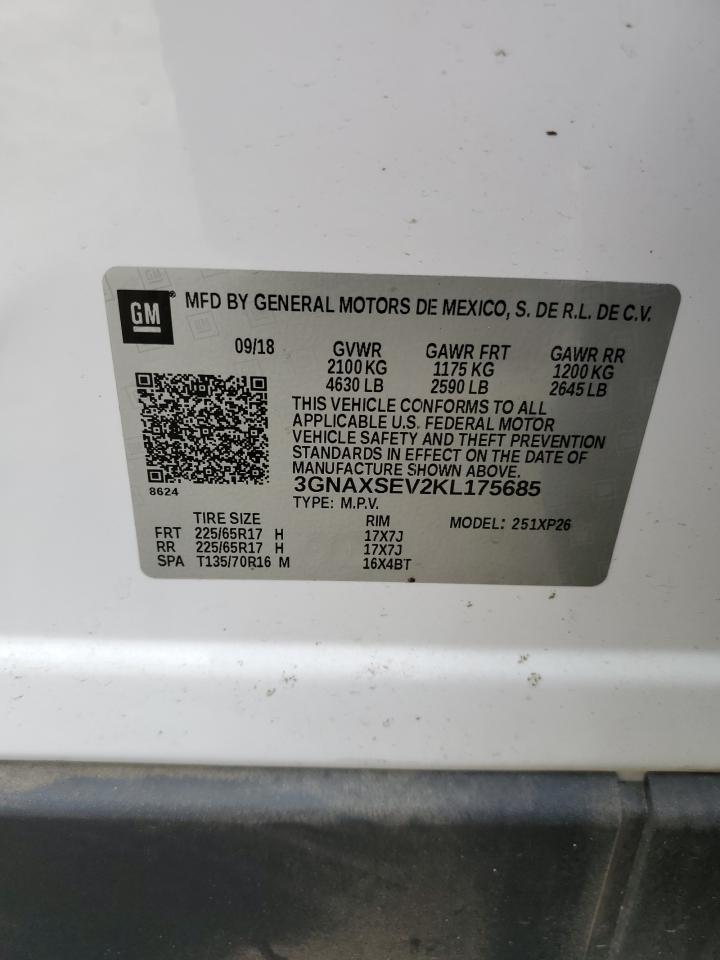 GM® MFD BY GENERAL MOTORS DE MEXICO, S. DE R.L. DE C.V.
09/18 GVWR GAWR FRT GAWR RR
2100 KG 1175 KG 1200 KG
4630 LB 2590 LB 2645 LB
THIS VEHICLE CONFORMS TO ALL
APPLICABLE U.S. FEDERAL MOTOR
VEHICLE SAFETY AND THEFT PREVENTION
STANDARDS IN EFFECT ON THE DATE OF
MANUFACTURE SHOWN ABOVE.
8624 3GNAXSEV2KL175685
TYPE: M.P.V.
TIRE SIZE RIM MODEL: 251XP26
FRT 225/65R17 H 17X7J
RR 225/65R17 H 17X7J
SPA T135/70R16 M 16X4BT